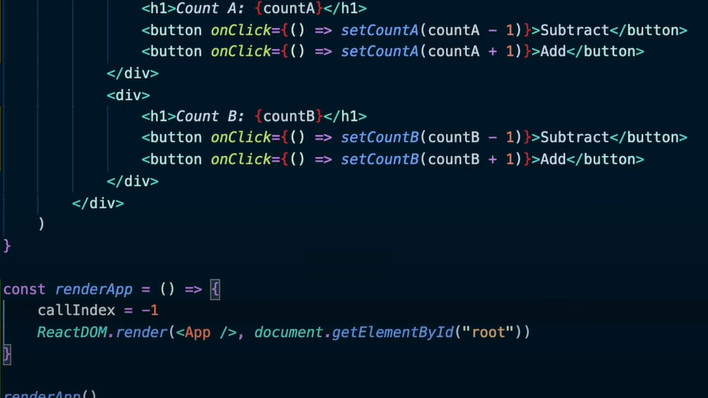 <h1>Count A: {countA}</h1>
<button onClick={() => setCountA(countA - 1)}>Subtract</button>
<button onClick={() => setCountA(countA + 1)}>Add</button>
</div>
<div>
<h1>Count B: {countB}</h1>
<button onClick={() => setCountB(countB - 1)}>Subtract</button>
<button onClick={() => setCountB(countB + 1)}>Add</button>
</div>
</div>
)
}
const renderApp = () => {
callIndex = -1
ReactDOM.render(<App />, document.getElementById("root"))
}
renderApp()